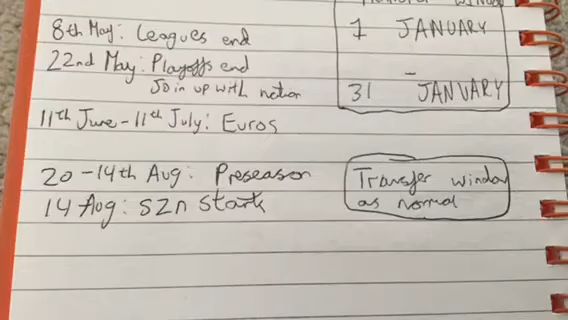 8th May: Leagues end
22nd May: Playoffs end
Join up with nation
11th June - 11th July: Euros
20 - 14th Aug: Preseason
14 Aug: szn start
1 JANUARY
31 JANUARY
Transfer window
as normal